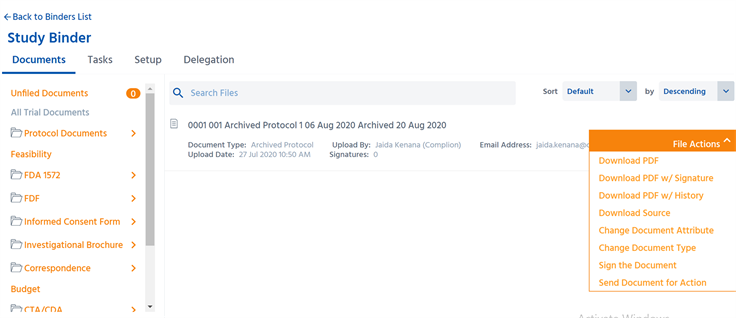 Back to Binders List
Study Binder
Documents Tasks Setup Delegation
Unfiled Documents 0
All Trial Documents
Protocol Documents
Feasibility
FDA 1572
FDF
Informed Consent Form
Investigational Brochure
Correspondence
Budget
CTA/CDA
Search Files
Sort Default by Descending
0001 001 Archived Protocol 1 06 Aug 2020 Archived 20 Aug 2020
Document Type: Archived Protocol Upload By: Jaida Kenana (Complion) Email Address: jaida.kenana@
Upload Date: 27 Jul 2020 10:50 AM Signatures: 0
File Actions
Download PDF
Download PDF w/ Signature
Download PDF w/ History
Download Source
Change Document Attribute
Change Document Type
Sign the Document
Send Document for Action
Activate Windows